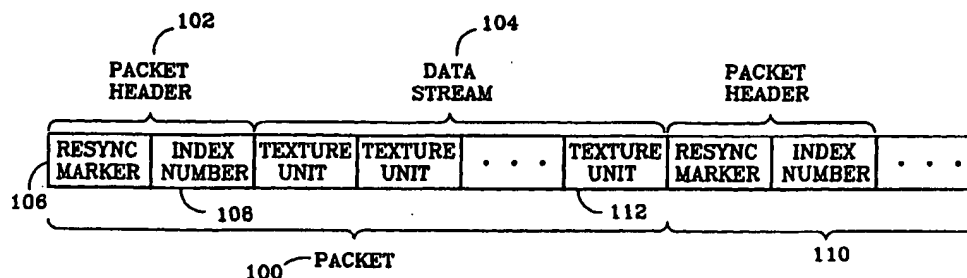 102
104
PACKET HEADER
DATA STREAM
PACKET HEADER
RESYNC MARKER
INDEX NUMBER
TEXTURE UNIT
TEXTURE UNIT
· · ·
TEXTURE UNIT
RESYNC MARKER
INDEX NUMBER
· · ·
106
108
112
100
PACKET
110